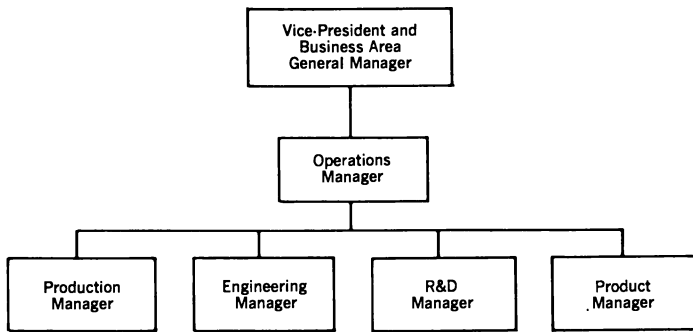 Vice-President and
Business Area
General Manager
Operations
Manager
Production
Manager
Engineering
Manager
R&D
Manager
Product
Manager